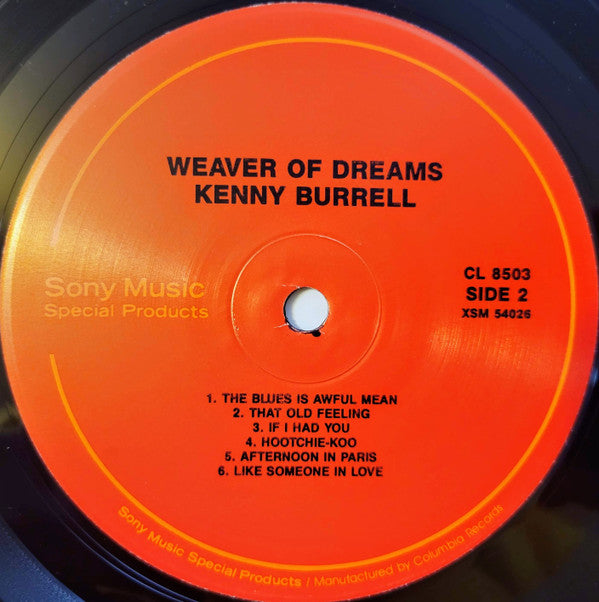 WEAVER OF DREAMS
KENNY BURRELL
Sony Music
Special Products
CL 8503
SIDE 2
XSM 54026
1. THE BLUES IS AWFUL MEAN
2. THAT OLD FEELING
3. IF I HAD YOU
4. HOOTCHIE-KOO
5. AFTERNOON IN PARIS
6. LIKE SOMEONE IN LOVE
Sony Music Special Products / Manufactured by Columbia Records